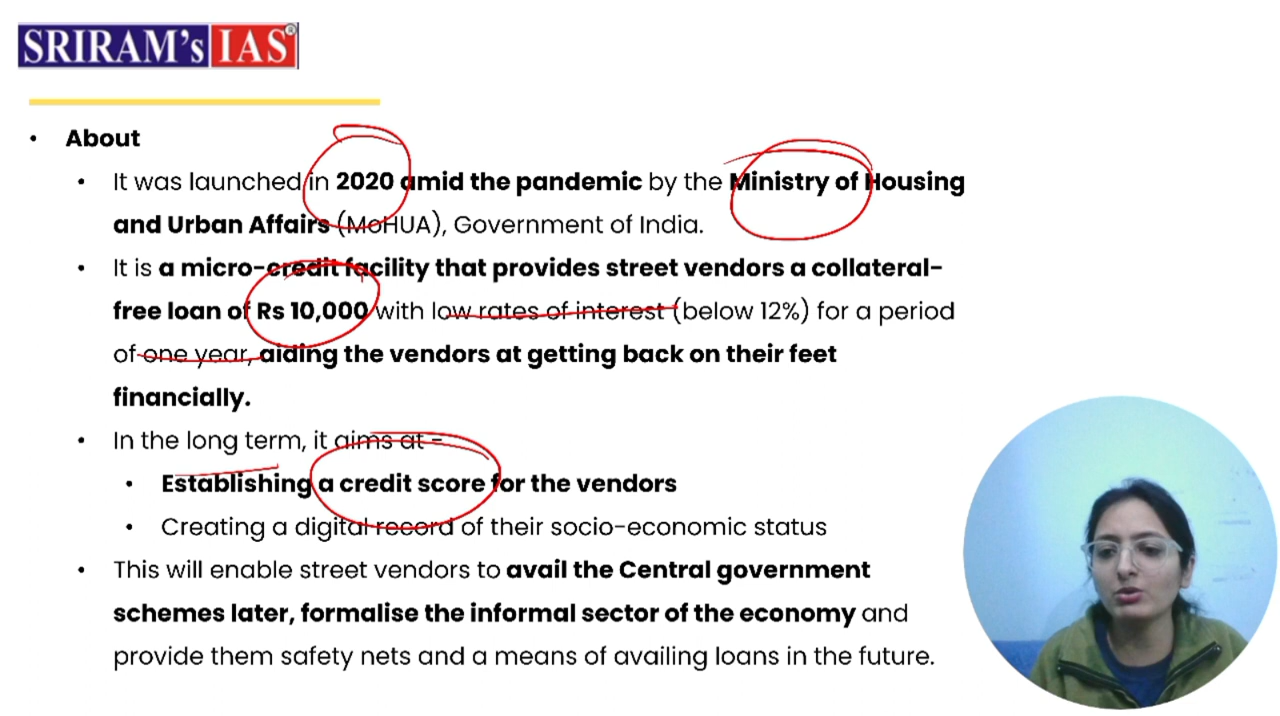 SRIRAM's IAS®
• About
• It was launched in 2020 amid the pandemic by the Ministry of Housing
and Urban Affairs (MoHUA), Government of India.
• It is a micro-credit facility that provides street vendors a collateral-
free loan of Rs 10,000 with low rates of interest (below 12%) for a period
of one year, aiding the vendors at getting back on their feet
financially.
• In the long term, it aims at -
• Establishing a credit score for the vendors
• Creating a digital record of their socio-economic status
• This will enable street vendors to avail the Central government
schemes later, formalise the informal sector of the economy and
provide them safety nets and a means of availing loans in the future.